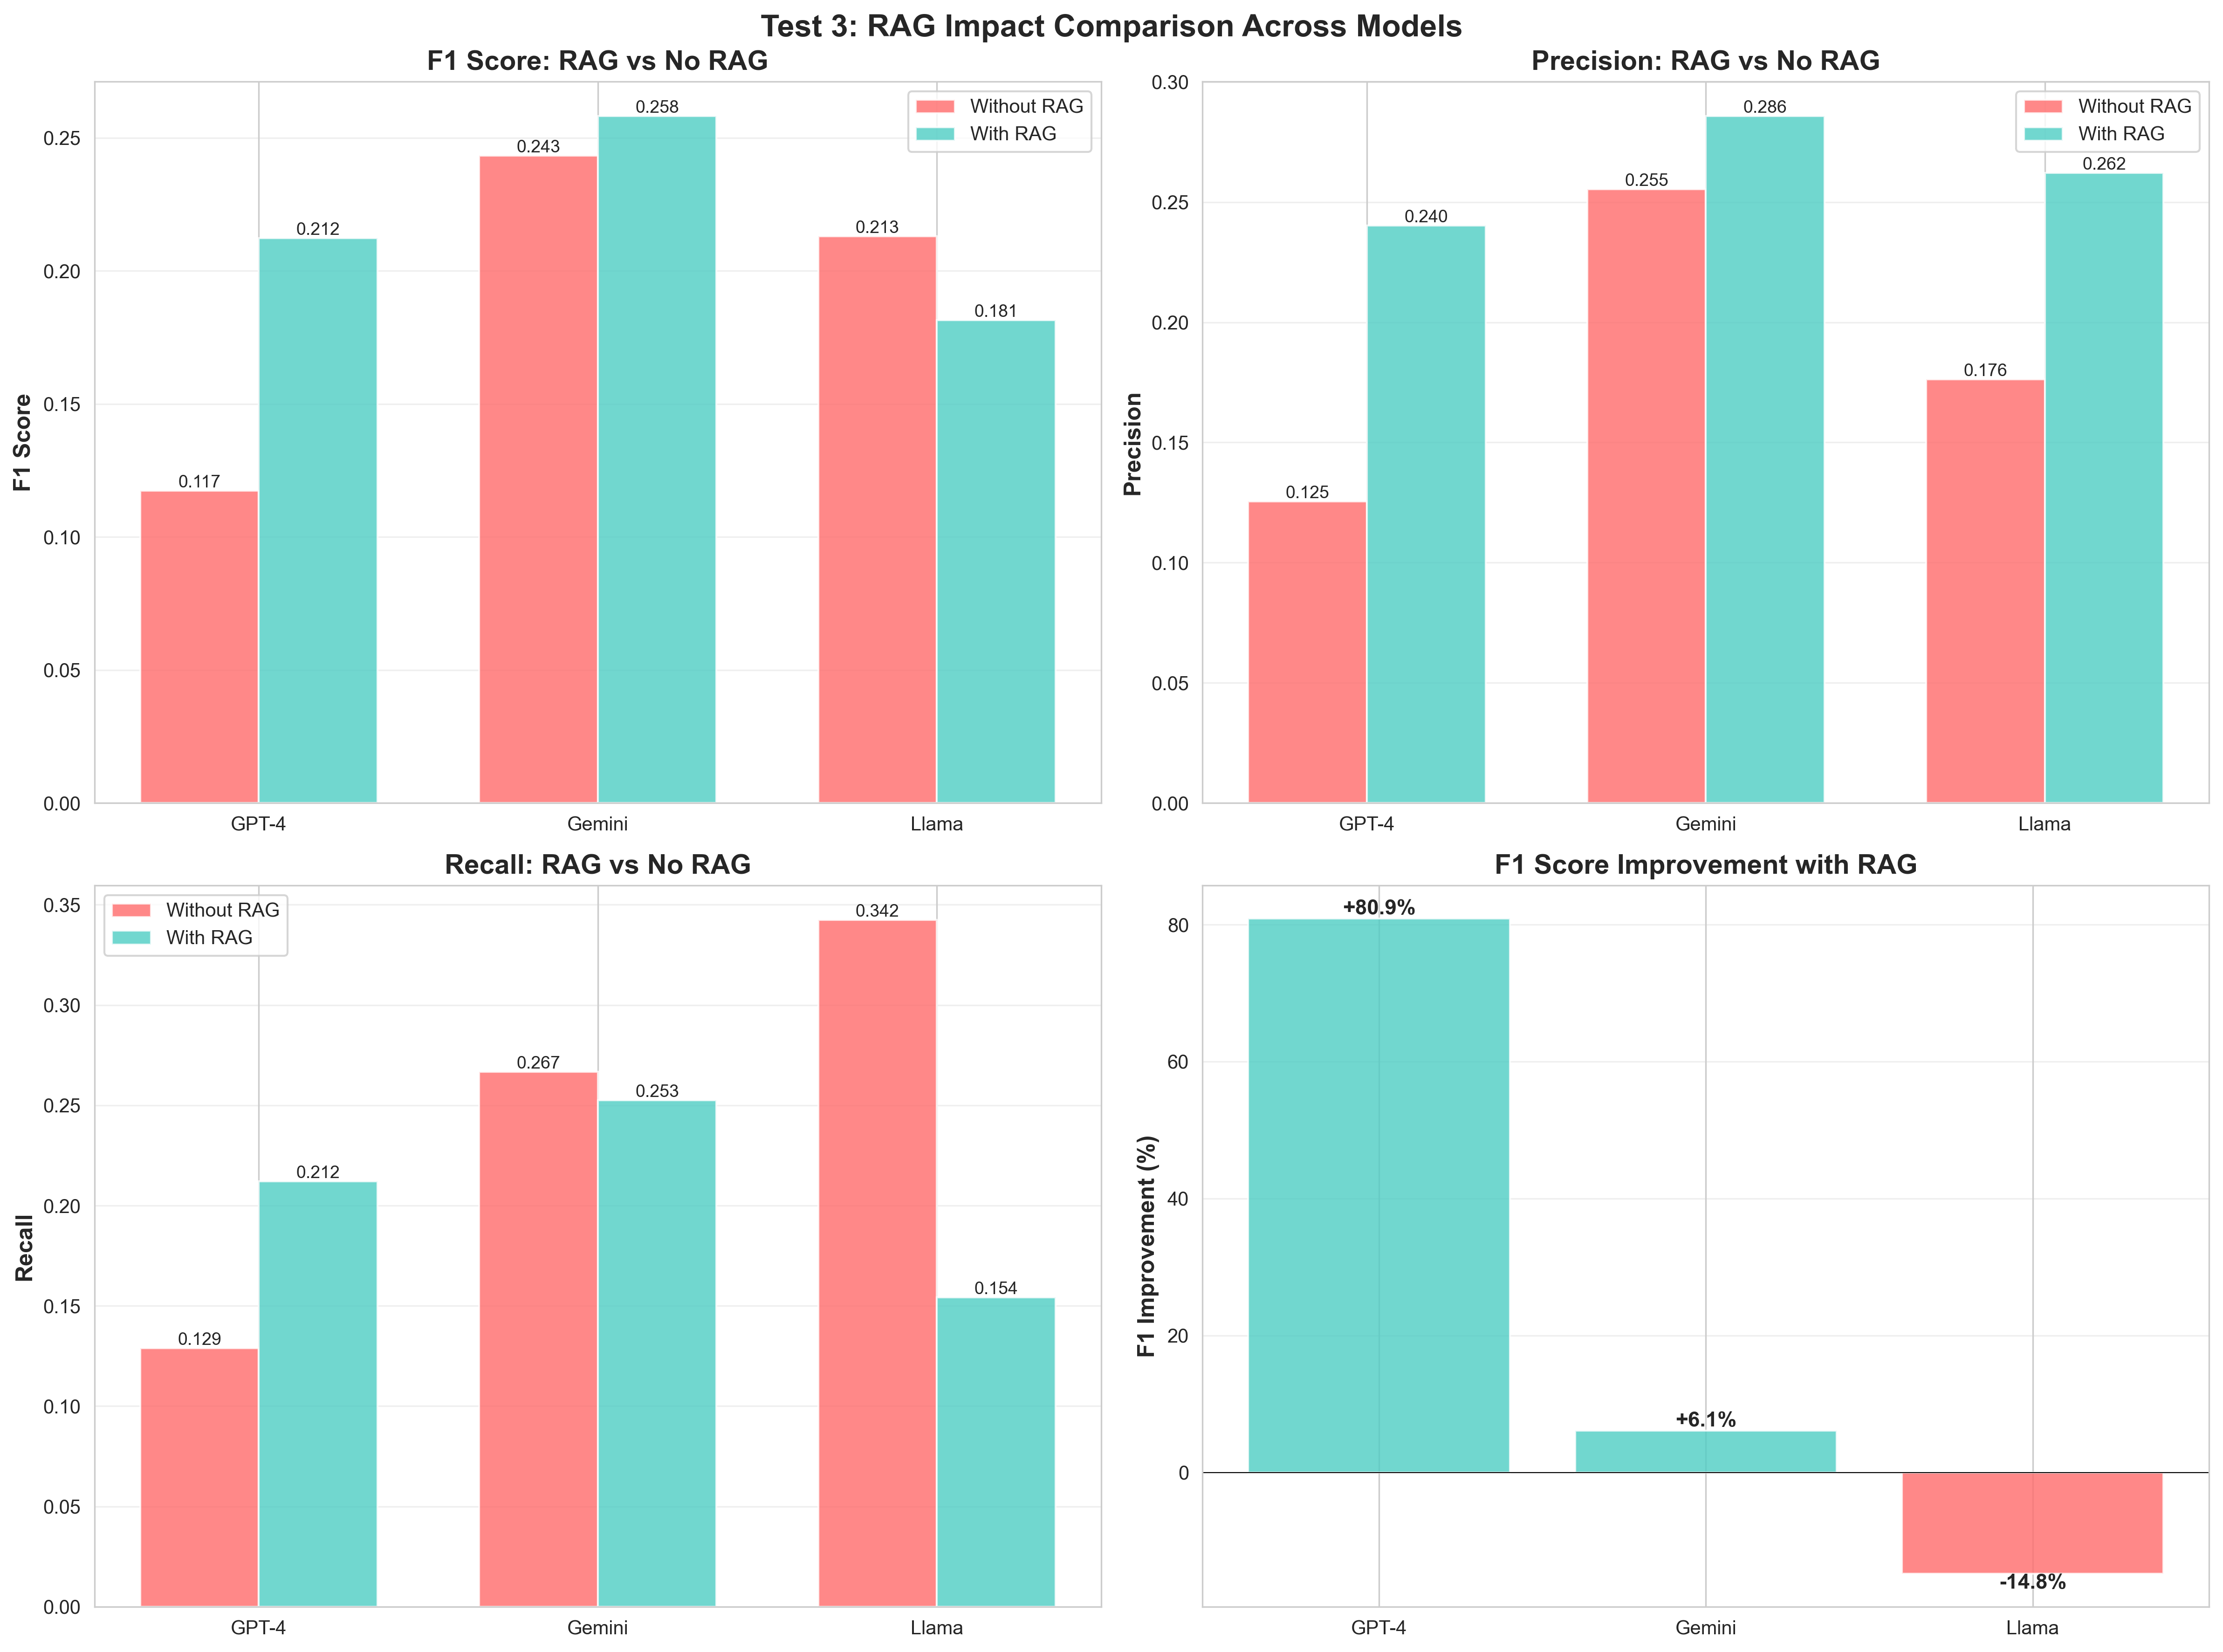 Test 3: RAG Impact Comparison Across Models
F1 Score: RAG vs No RAG
Without RAG
With RAG
F1 Score
0.25
0.20
0.15
0.10
0.05
0.00
0.117
0.212
0.243
0.258
0.213
0.181
GPT-4
Gemini
Llama
Precision: RAG vs No RAG
Without RAG
With RAG
Precision
0.30
0.25
0.20
0.15
0.10
0.05
0.00
0.125
0.240
0.255
0.286
0.176
0.262
GPT-4
Gemini
Llama
Recall: RAG vs No RAG
Without RAG
With RAG
Recall
0.35
0.30
0.25
0.20
0.15
0.10
0.05
0.00
0.129
0.212
0.267
0.253
0.342
0.154
GPT-4
Gemini
Llama
F1 Score Improvement with RAG
F1 Improvement (%)
80
60
40
20
0
+80.9%
+6.1%
-14.8%
GPT-4
Gemini
Llama